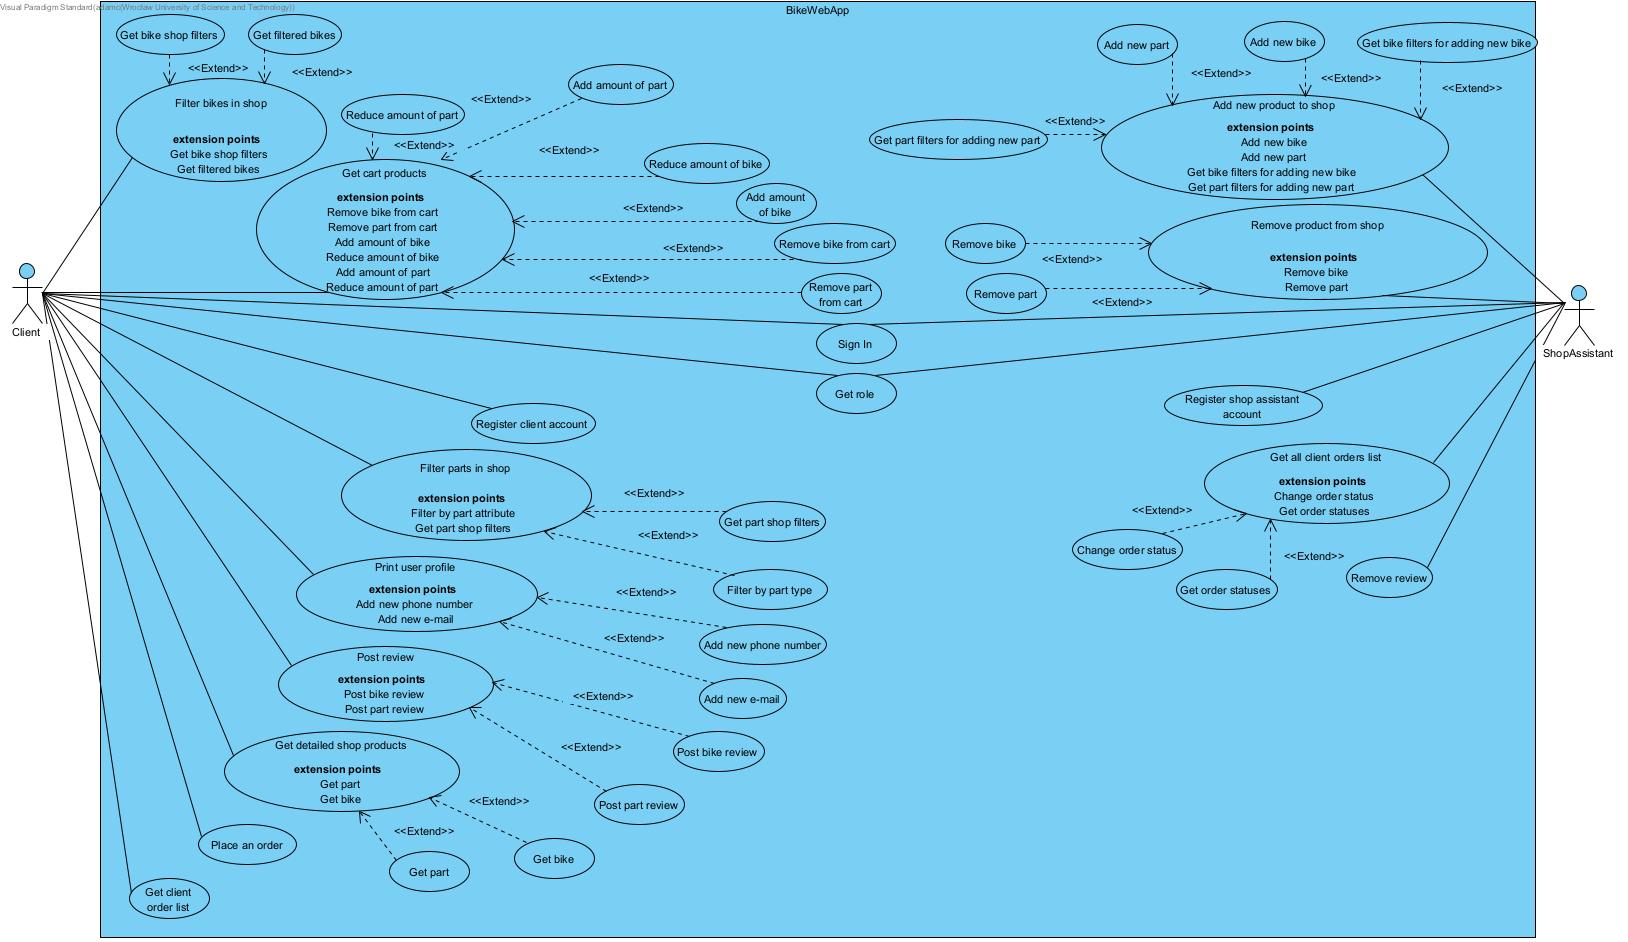 Visual Paradigm Standard(adamc(Wroclaw University of Science and Technology))
BikeWebApp
Get bike shop filters
Get filtered bikes
<<Extend>>
<<Extend>>
Filter bikes in shop
extension points
Get bike shop filters
Get filtered bikes
Add amount of part
<<Extend>>
Reduce amount of part
<<Extend>>
Get cart products
extension points
Remove bike from cart
Remove part from cart
Add amount of bike
Reduce amount of bike
Add amount of part
Reduce amount of part
<<Extend>>
Reduce amount of bike
<<Extend>>
Add amount
of bike
<<Extend>>
Remove bike from cart
<<Extend>>
Remove part
from cart
Add new part
Add new bike
Get bike filters for adding new bike
<<Extend>>
<<Extend>>
<<Extend>>
<<Extend>>
Get part filters for adding new part
Add new product to shop
extension points
Add new bike
Add new part
Get bike filters for adding new bike
Get part filters for adding new part
Remove bike
<<Extend>>
Remove part
<<Extend>>
Remove product from shop
extension points
Remove bike
Remove part
Client
ShopAssistant
Sign In
Get role
Register client account
Register shop assistant
account
Filter parts in shop
extension points
Filter by part attribute
Get part shop filters
<<Extend>>
Get part shop filters
<<Extend>>
Filter by part type
Get all client orders list
extension points
Change order status
Get order statuses
<<Extend>>
Change order status
<<Extend>>
Get order statuses
Remove review
Print user profile
extension points
Add new phone number
Add new e-mail
<<Extend>>
Add new phone number
<<Extend>>
Add new e-mail
Post review
extension points
Post bike review
Post part review
<<Extend>>
Post bike review
<<Extend>>
Post part review
Get detailed shop products
extension points
Get part
Get bike
<<Extend>>
Get bike
<<Extend>>
Get part
Place an order
Get client
order list